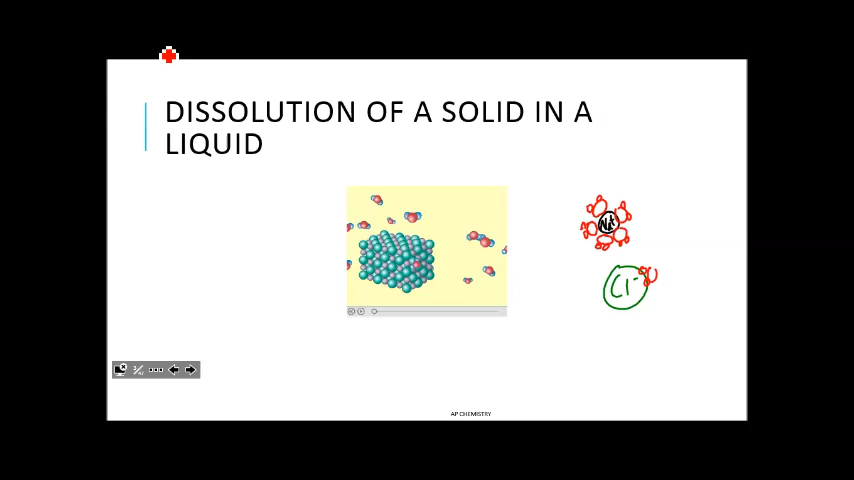 DISSOLUTION OF A SOLID IN A
LIQUID
Na+
Cl-
AP CHEMISTRY